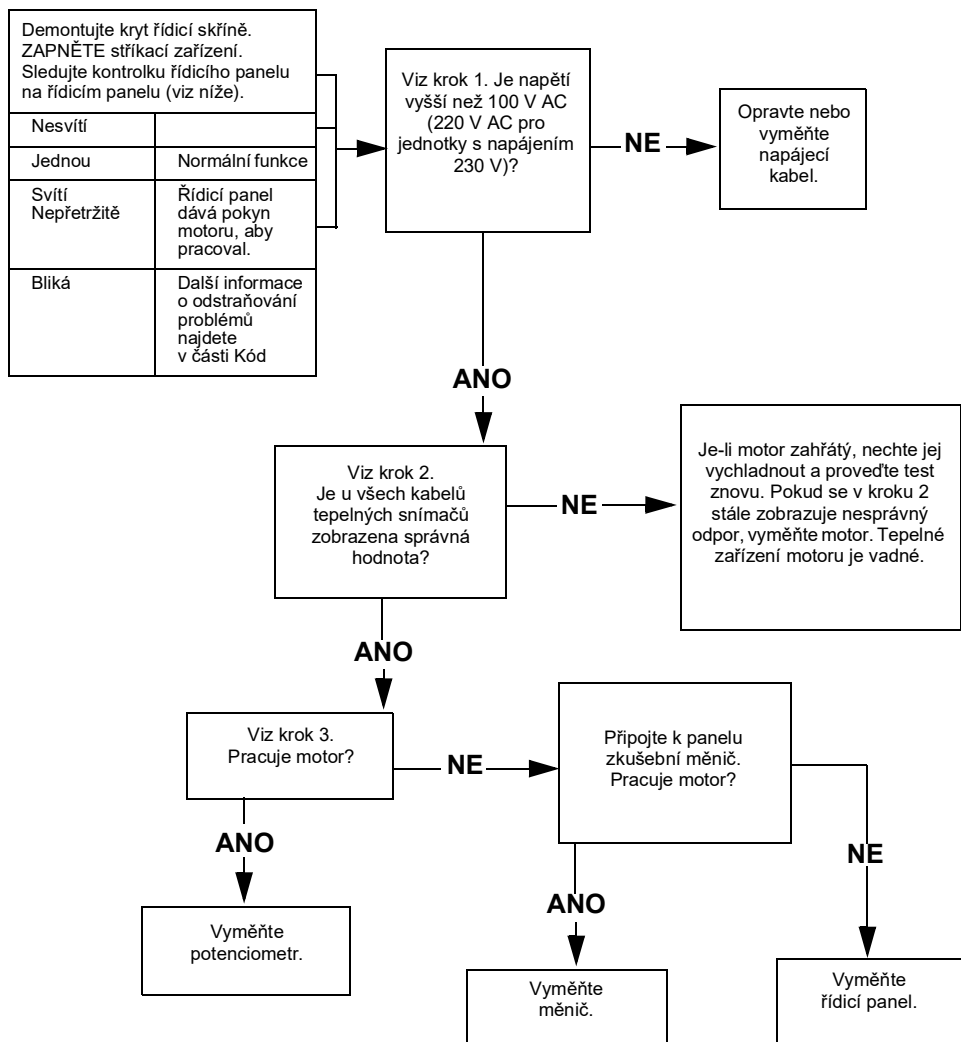 Demontujte kryt řídicí skříně.
ZAPNĚTE stříkací zařízení.
Sledujte kontrolku řídicího panelu
na řídicím panelu (viz níže).
Nesvítí
Jednou
Normální funkce
Svítí
Nepřetržitě
Řídicí panel
dává pokyn
motoru, aby
pracoval.
Bliká
Další informace
o odstraňování
problémů
najdete
v části Kód
Viz krok 1. Je napětí
vyšší než 100 V AC
(220 V AC pro
jednotky s napájením
230 V)?
NE
Opravte nebo
vyměňte
napájecí
kabel.
ANO
Viz krok 2.
Je u všech kabelů
tepelných snímačů
zobrazena správná
hodnota?
NE
Je-li motor zahřátý, nechte jej
vychladnout a proveďte test
znovu. Pokud se v kroku 2
stále zobrazuje nesprávný
odpor, vyměňte motor. Tepelné
zařízení motoru je vadné.
ANO
Viz krok 3.
Pracuje motor?
NE
Připojte k panelu
zkušební měnič.
Pracuje motor?
ANO
Vyměňte
potenciometr.
ANO
Vyměňte
měnič.
NE
Vyměňte
řídicí panel.